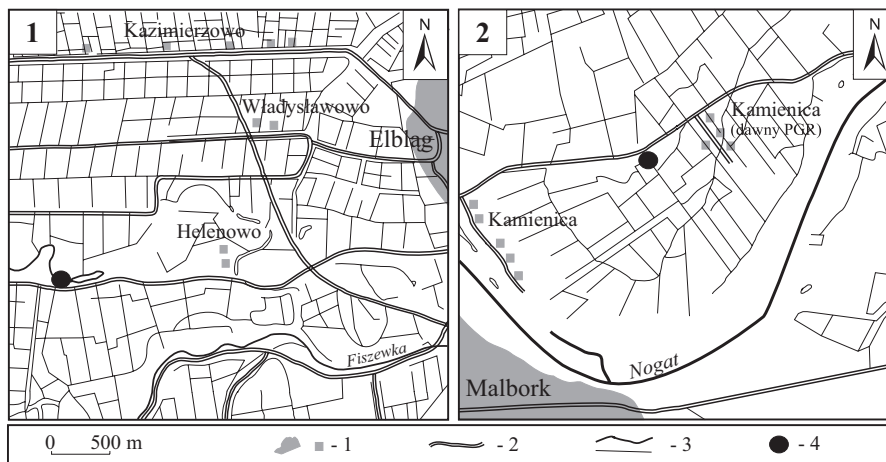 1
Kazimierzowo
N
Władysławowo
Elbląg
Helenowo
Fiszewka
2
N
Kamienica
(dawny PGR)
Kamienica
Nogat
Malbork
0 500 m
- 1
- 2
- 3
- 4